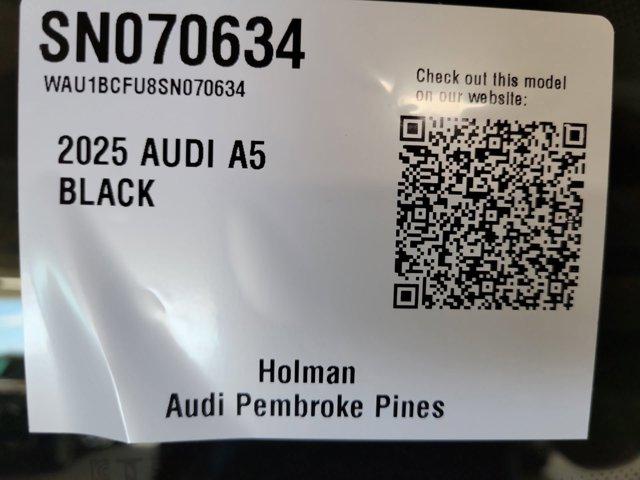 SN070634
WAU1BCFU8SN070634
Check out this model
on our website:
2025 AUDI A5
BLACK
Holman
Audi Pembroke Pines